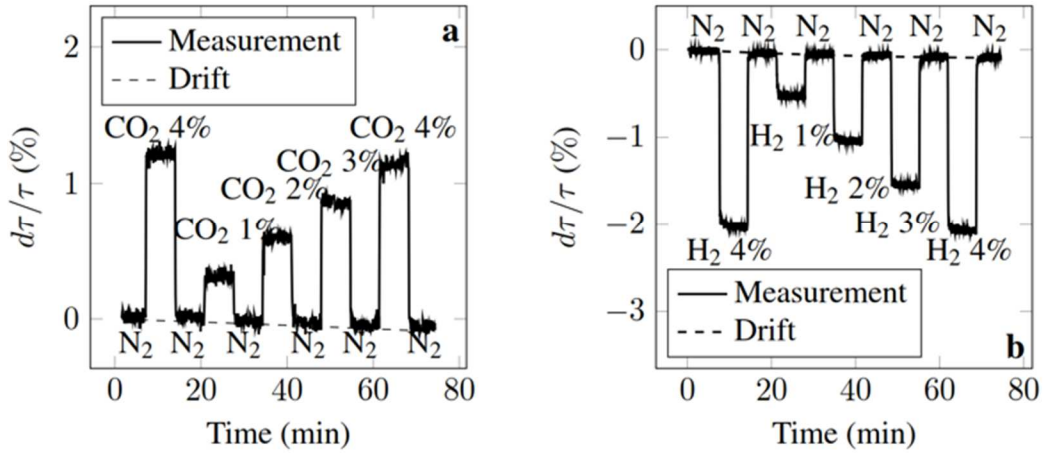 a
Measurement
Drift
CO₂ 4%
CO₂ 4%
CO₂ 3%
CO₂ 2%
CO₂ 1%
N₂ N₂ N₂ N₂ N₂ N₂
2
1
0
dτ/τ (%)
0 20 40 60 80
Time (min)
N₂ N₂ N₂ N₂ N₂ N₂
H₂ 1%
H₂ 2%
H₂ 3%
H₂ 4%
H₂ 4%
Measurement
Drift
b
0
−1
−2
−3
dτ/τ (%)
0 20 40 60 80
Time (min)